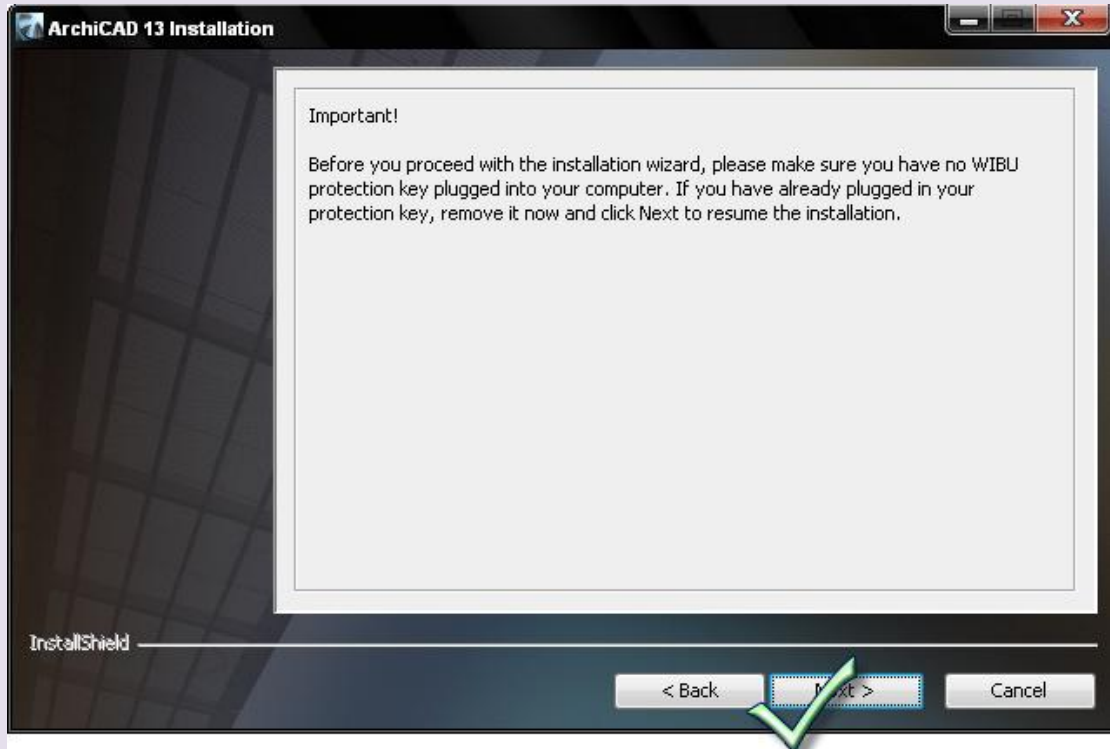 ArchiCAD 13 Installation
Important!
Before you proceed with the installation wizard, please make sure you have no WIBU
protection key plugged into your computer. If you have already plugged in your
protection key, remove it now and click Next to resume the installation.
InstallShield
< Back Next > Cancel